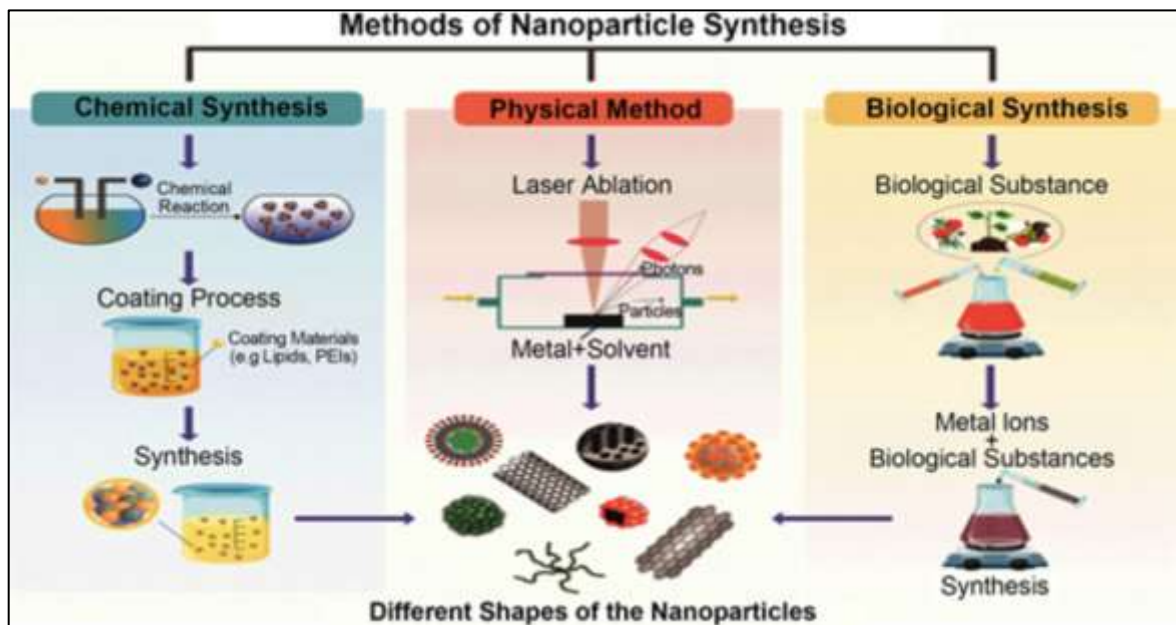 Methods of Nanoparticle Synthesis
Chemical Synthesis
Chemical
Reaction
Coating Process
Coating Materials
(e.g Lipids, PEIs)
Synthesis
Physical Method
Laser Ablation
Photons
Particles
Metal+Solvent
Biological Synthesis
Biological Substance
Metal Ions
+
Biological Substances
Synthesis
Different Shapes of the Nanoparticles